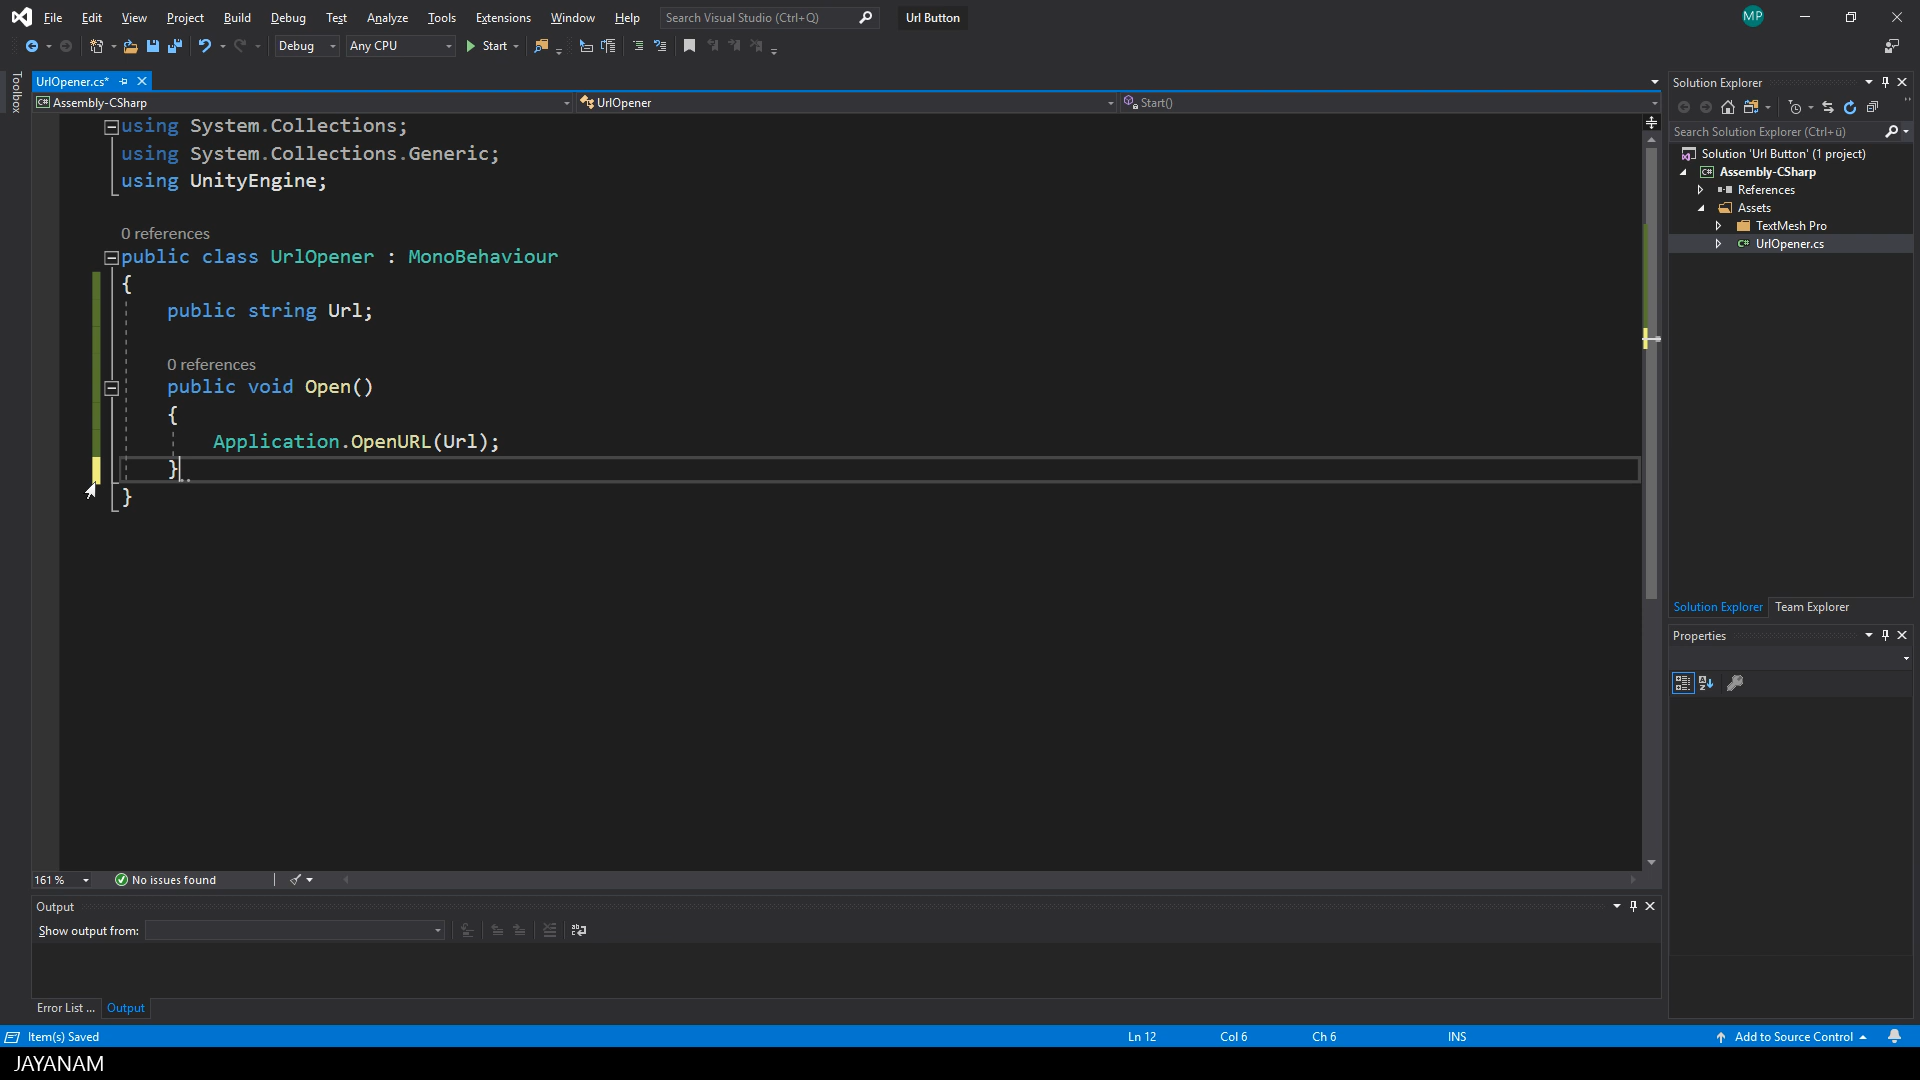 File Edit View Project Build Debug Test Analyze Tools Extensions Window Help Search Visual Studio (Ctrl+Q) Url Button MP
Debug Any CPU Start
Toolbox
UrlOpener.cs*
Assembly-CSharp UrlOpener Start()
using System.Collections;
using System.Collections.Generic;
using UnityEngine;
0 references
public class UrlOpener : MonoBehaviour
{
public string Url;
0 references
public void Open()
{
Application.OpenURL(Url);
}
}
161 % No issues found
Output
Show output from:
Error List ... Output
Solution Explorer
Search Solution Explorer (Ctrl+ü)
Solution 'Url Button' (1 project)
Assembly-CSharp
References
Assets
TextMesh Pro
UrlOpener.cs
Solution Explorer Team Explorer
Properties
Item(s) Saved Ln 12 Col 6 Ch 6 INS Add to Source Control
JAYANAM